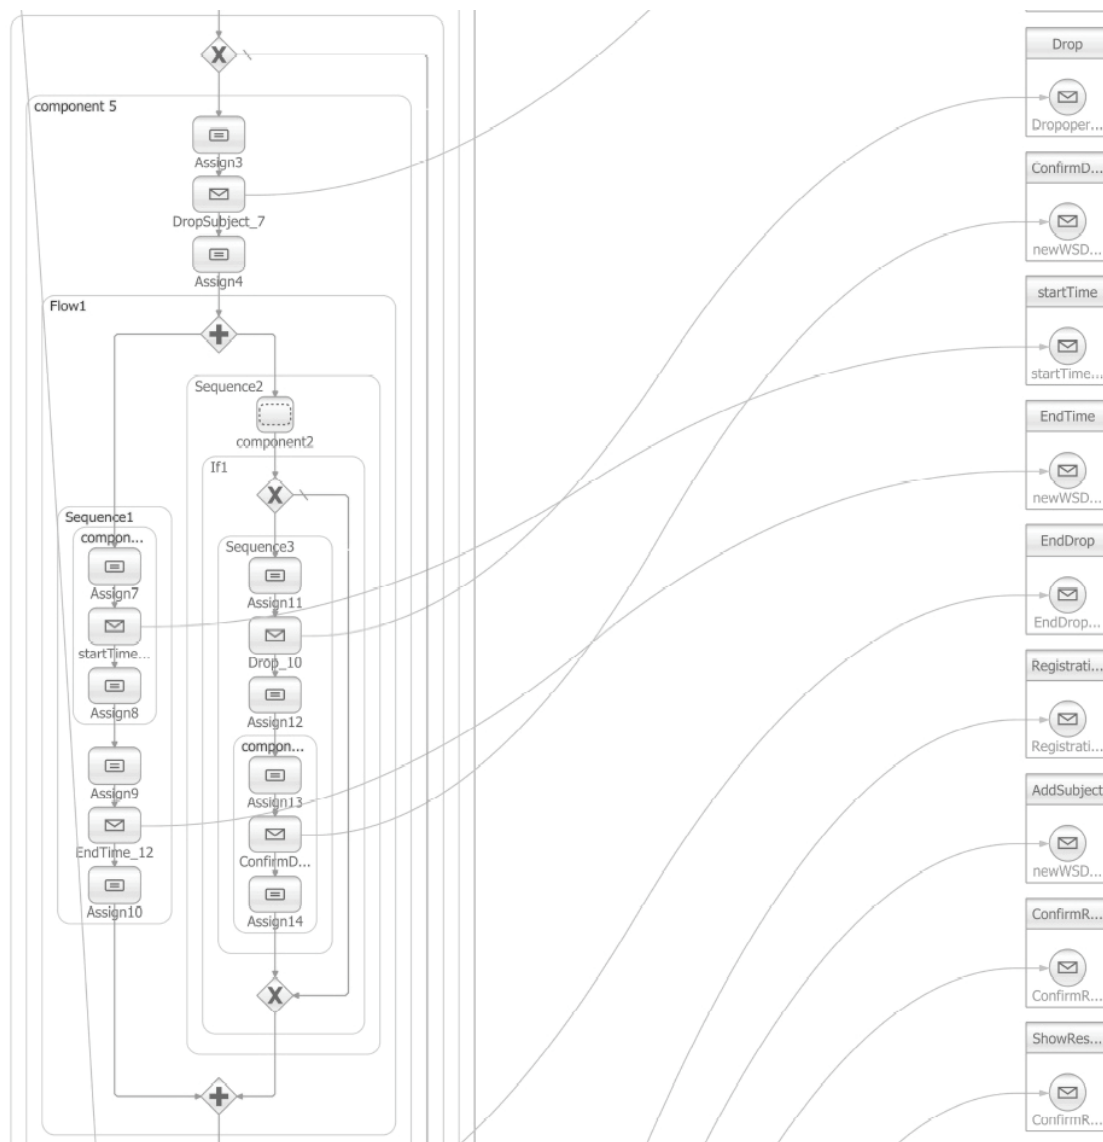 component 5
Assign3
DropSubject_7
Assign4
Flow1
Sequence2
component2
If1
Sequence1
compon...
Assign7
startTime...
Assign8
Assign9
EndTime_12
Assign10
Sequence3
Assign11
Drop_10
Assign12
compon...
Assign13
ConfirmD...
Assign14
Drop
Dropoper...
ConfirmD...
newWSD...
startTime
startTime...
EndTime
newWSD...
EndDrop
EndDrop...
Registrati...
Registrati...
AddSubject
newWSD...
ConfirmR...
ConfirmR...
ShowRes...
ConfirmR...